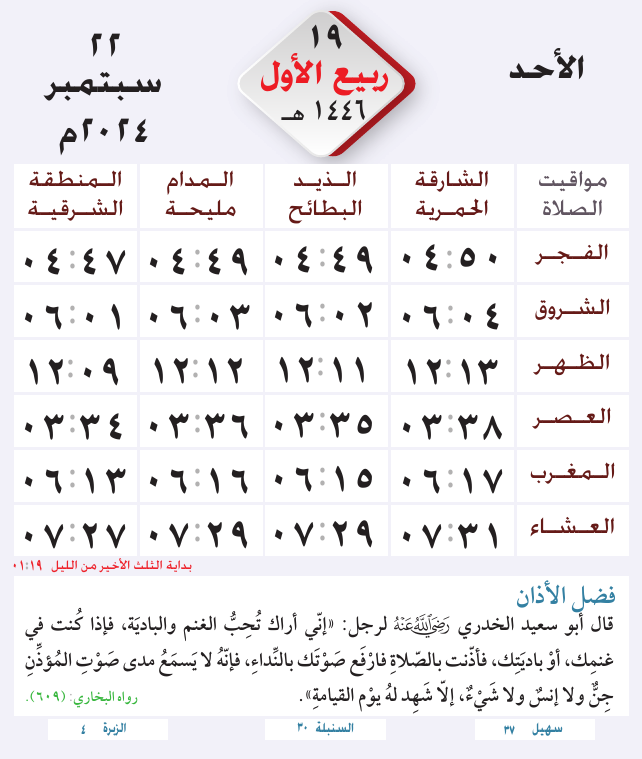 الأحد
١٩
ربيع الأول
١٤٤٦ هـ
٢٢
سبتمبر
٢٠٢٤م
مواقيت الصلاة | الشارقة الحمرية | الذيد البطائح | المدام مليحة | المنطقة الشرقية
الفجر ٠٤:٥٠ ٠٤:٤٩ ٠٤:٤٩ ٠٤:٤٧
الشروق ٠٦:٠٤ ٠٦:٠٢ ٠٦:٠٣ ٠٦:٠١
الظهر ١٢:١٣ ١٢:١١ ١٢:١٢ ١٢:٠٩
العصر ٠٣:٣٨ ٠٣:٣٥ ٠٣:٣٦ ٠٣:٣٤
المغرب ٠٦:١٧ ٠٦:١٥ ٠٦:١٦ ٠٦:١٣
العشاء ٠٧:٣١ ٠٧:٢٩ ٠٧:٢٩ ٠٧:٢٧
بداية الثلث الأخير من الليل ٠١:١٩
فضل الأذان
قال أبو سعيد الخدري رَضِيَ اللَّهُ عَنْهُ لرجل: «إنّي أراك تُحِبُّ الغنم والباديَة، فإذا كُنت في
غنمِك، أوْ باديَتِك، فأذّنت بالصّلاةِ فارْفَع صَوْتَك بالنِّداءِ، فإنّهُ لا يَسمَعُ مدى صَوْتِ المُؤذِّنِ
جِنٌّ ولا إنسٌ ولا شَيْءٌ، إلّا شَهِد لهُ يوْم القيامةِ».
رواه البخاري: (٦٠٩).
سهيل ٣٧
السنبلة ٣٠
الزبرة ٤